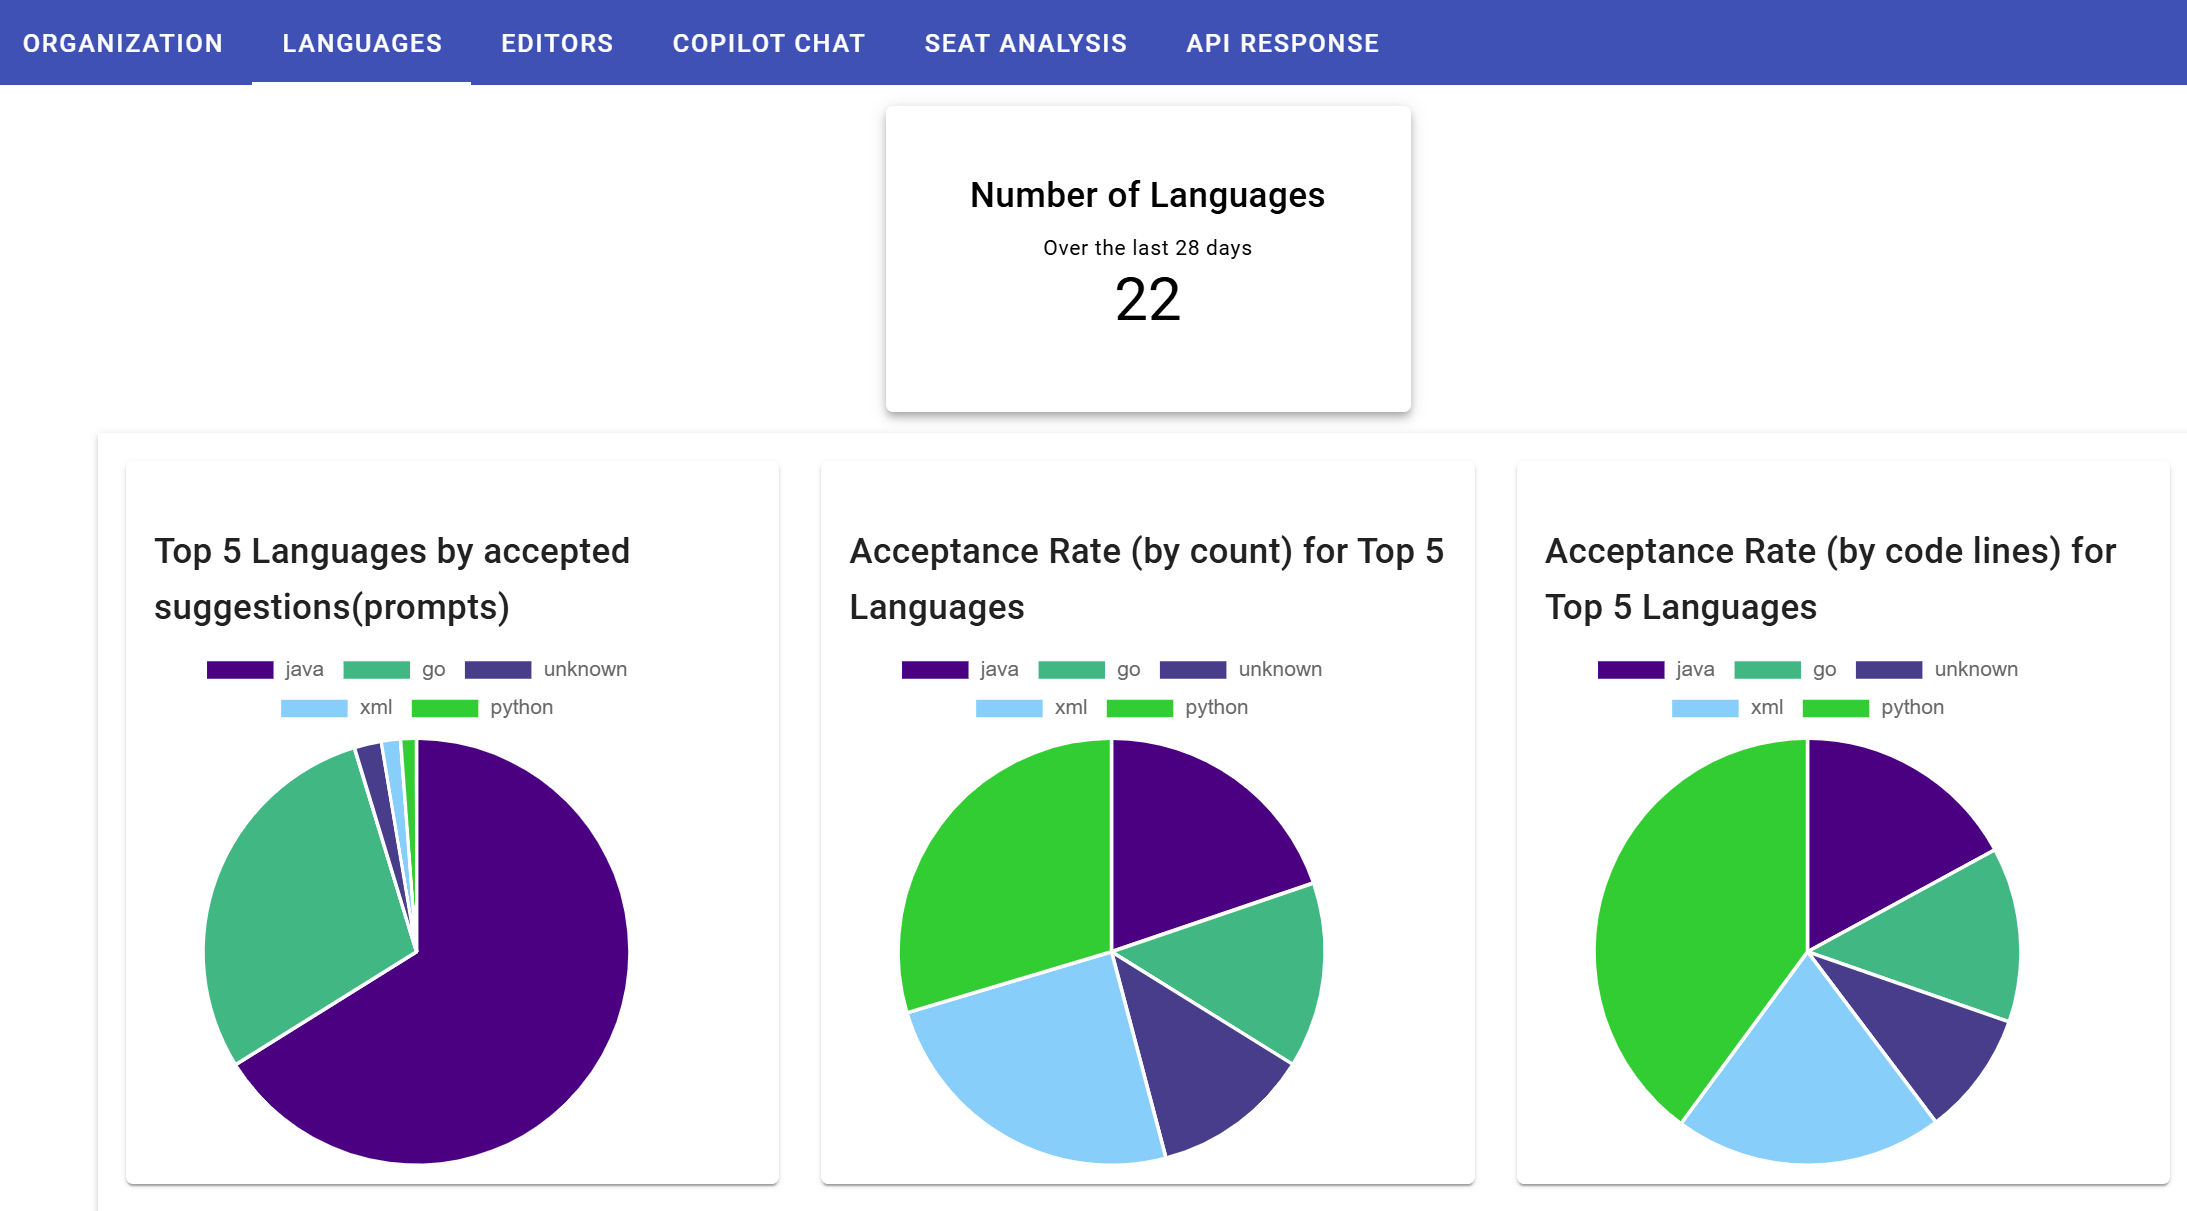 ORGANIZATION LANGUAGES EDITORS COPILOT CHAT SEAT ANALYSIS API RESPONSE
Number of Languages
Over the last 28 days
22
Top 5 Languages by accepted
suggestions(prompts)
java go unknown
xml python
Acceptance Rate (by count) for Top 5
Languages
java go unknown
xml python
Acceptance Rate (by code lines) for
Top 5 Languages
java go unknown
xml python